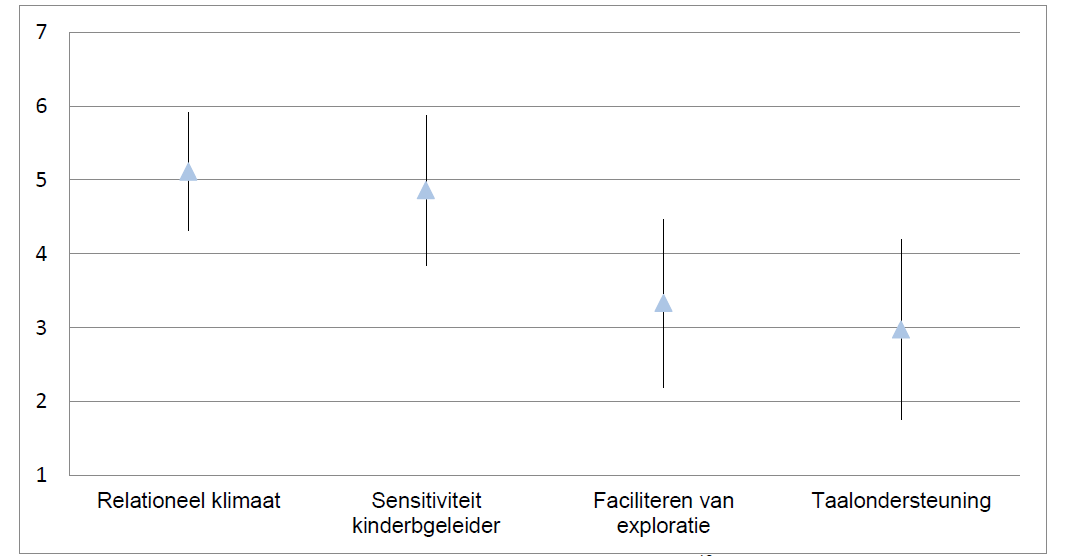 7
6
5
4
3
2
1
Relationeel klimaat
Sensitiviteit
kinderbgeleider
Faciliteren van
exploratie
Taalondersteuning